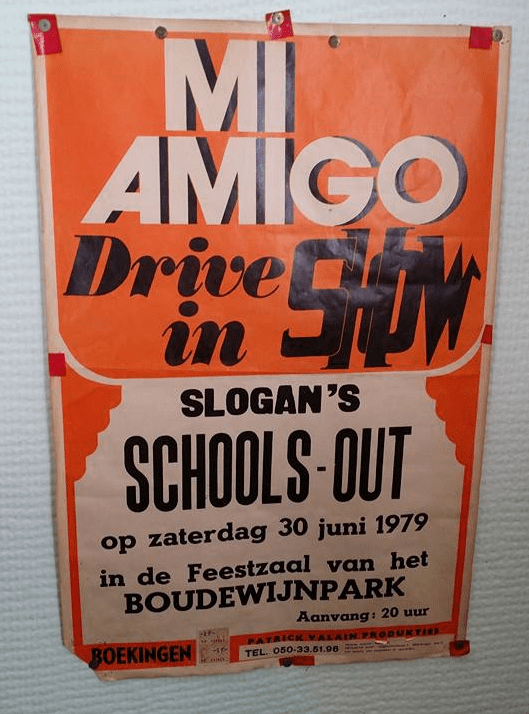 MI
AMIGO
Drive
in SHOW
SLOGAN'S
SCHOOLS-OUT
op zaterdag 30 juni 1979
in de Feestzaal van het
BOUDEWIJNPARK
Aanvang: 20 uur
BOEKINGEN
PATRICK VALAIN PRODUKTIES
TEL. 050-33.51.96